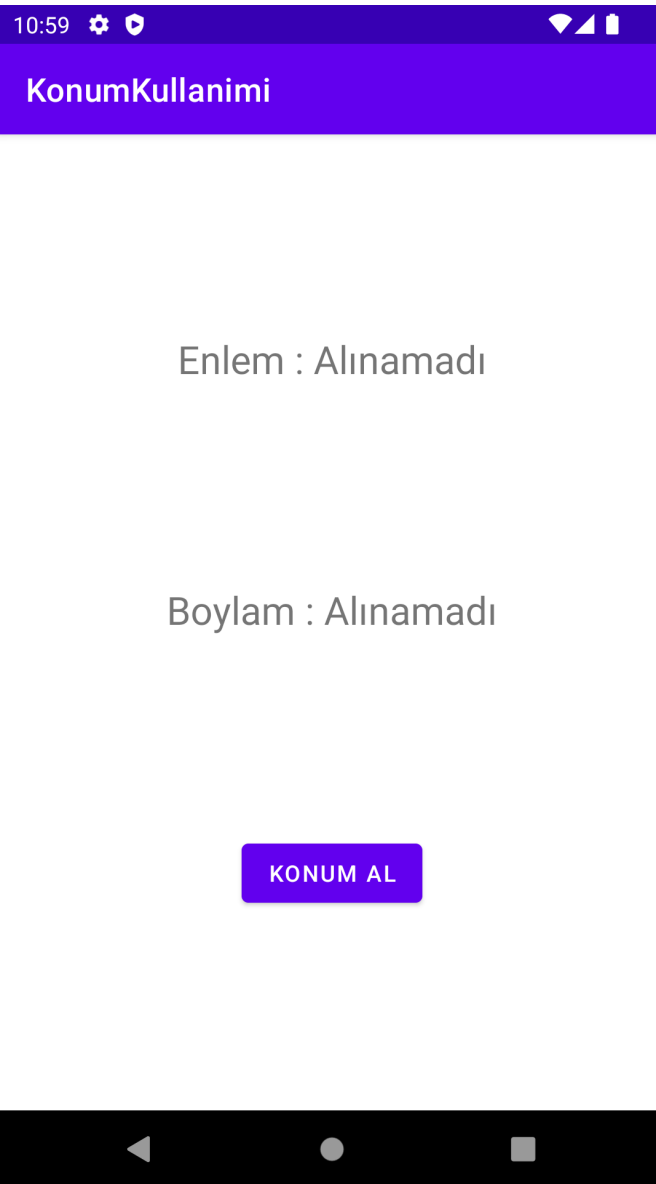 10:59
KonumKullanimi
Enlem : Alınamadı
Boylam : Alınamadı
KONUM AL